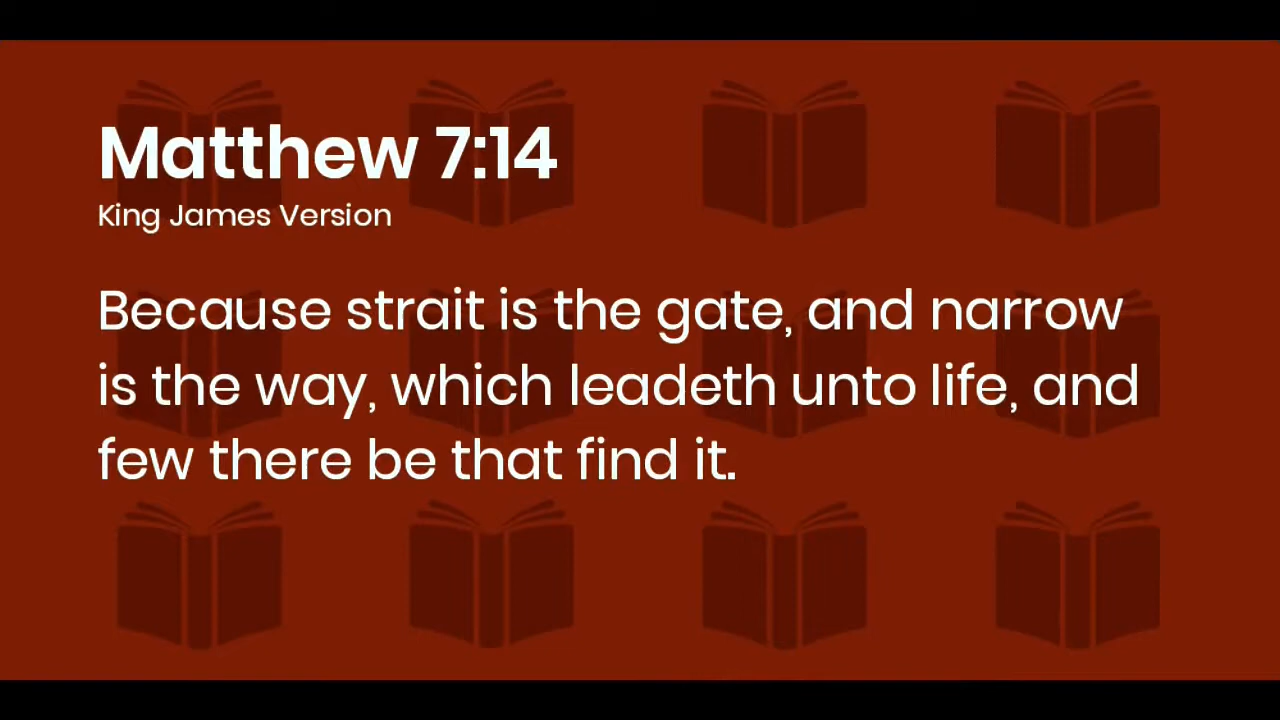 Matthew 7:14
King James Version
Because strait is the gate, and narrow
is the way, which leadeth unto life, and
few there be that find it.